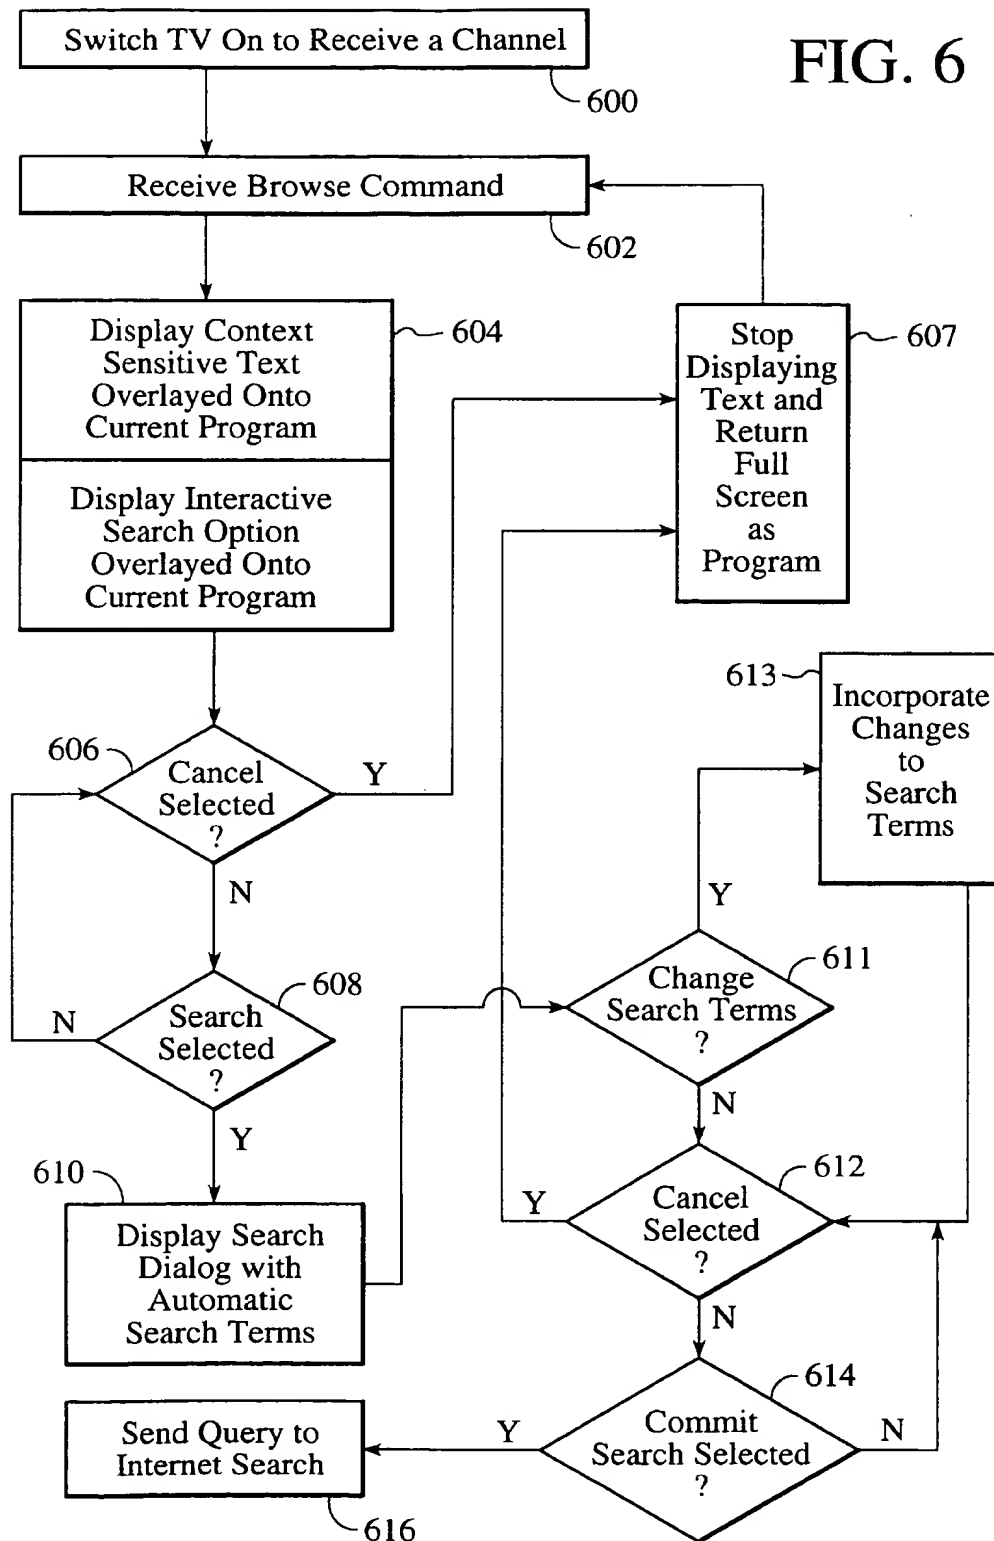 Switch TV On to Receive a Channel
FIG. 6
600
Receive Browse Command
602
Display Context
Sensitive Text
Overlayed Onto
Current Program
604
Display Interactive
Search Option
Overlayed Onto
Current Program
Stop
Displaying
Text and
Return
Full
Screen
as
Program
607
606
Cancel
Selected
?
Y
N
613
Incorporate
Changes
to
Search
Terms
608
Search
Selected
?
N
Y
611
Change
Search Terms
?
Y
N
610
Display Search
Dialog with
Automatic
Search Terms
612
Cancel
Selected
?
Y
N
614
Commit
Search Selected
?
Y
N
Send Query to
Internet Search
616